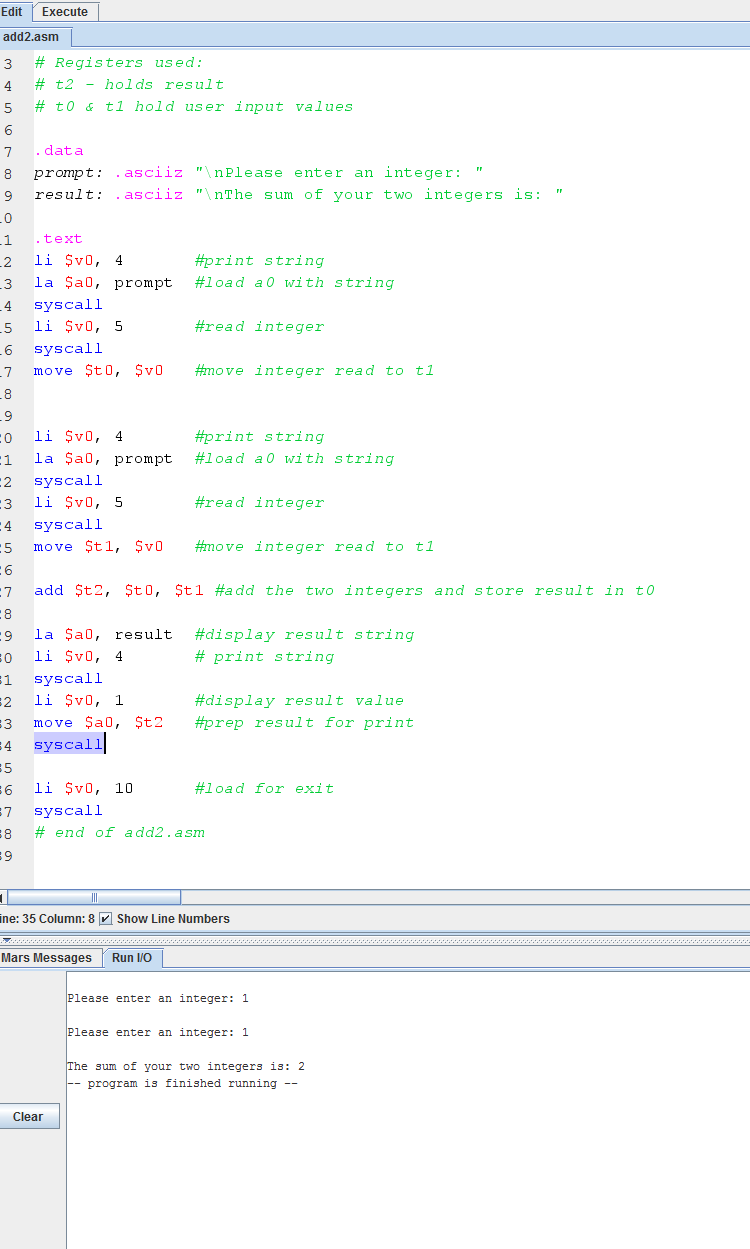 Edit Execute
add2.asm
3 # Registers used:
4 # t2 - holds result
5 # t0 & t1 hold user input values
6
7 .data
8 prompt: .asciiz "\nPlease enter an integer: "
9 result: .asciiz "\nThe sum of your two integers is: "
0
1 .text
2 li $v0, 4 #print string
3 la $a0, prompt #load a0 with string
4 syscall
5 li $v0, 5 #read integer
6 syscall
7 move $t0, $v0 #move integer read to t1
8
9
20 li $v0, 4 #print string
21 la $a0, prompt #load a0 with string
22 syscall
23 li $v0, 5 #read integer
24 syscall
25 move $t1, $v0 #move integer read to t1
26
27 add $t2, $t0, $t1 #add the two integers and store result in t0
28
29 la $a0, result #display result string
30 li $v0, 4 # print string
31 syscall
32 li $v0, 1 #display result value
33 move $a0, $t2 #prep result for print
34 syscall
35
36 li $v0, 10 #load for exit
37 syscall
38 # end of add2.asm
39
ine: 35 Column: 8 Show Line Numbers
Mars Messages Run I/O
Please enter an integer: 1
Please enter an integer: 1
The sum of your two integers is: 2
-- program is finished running --
Clear